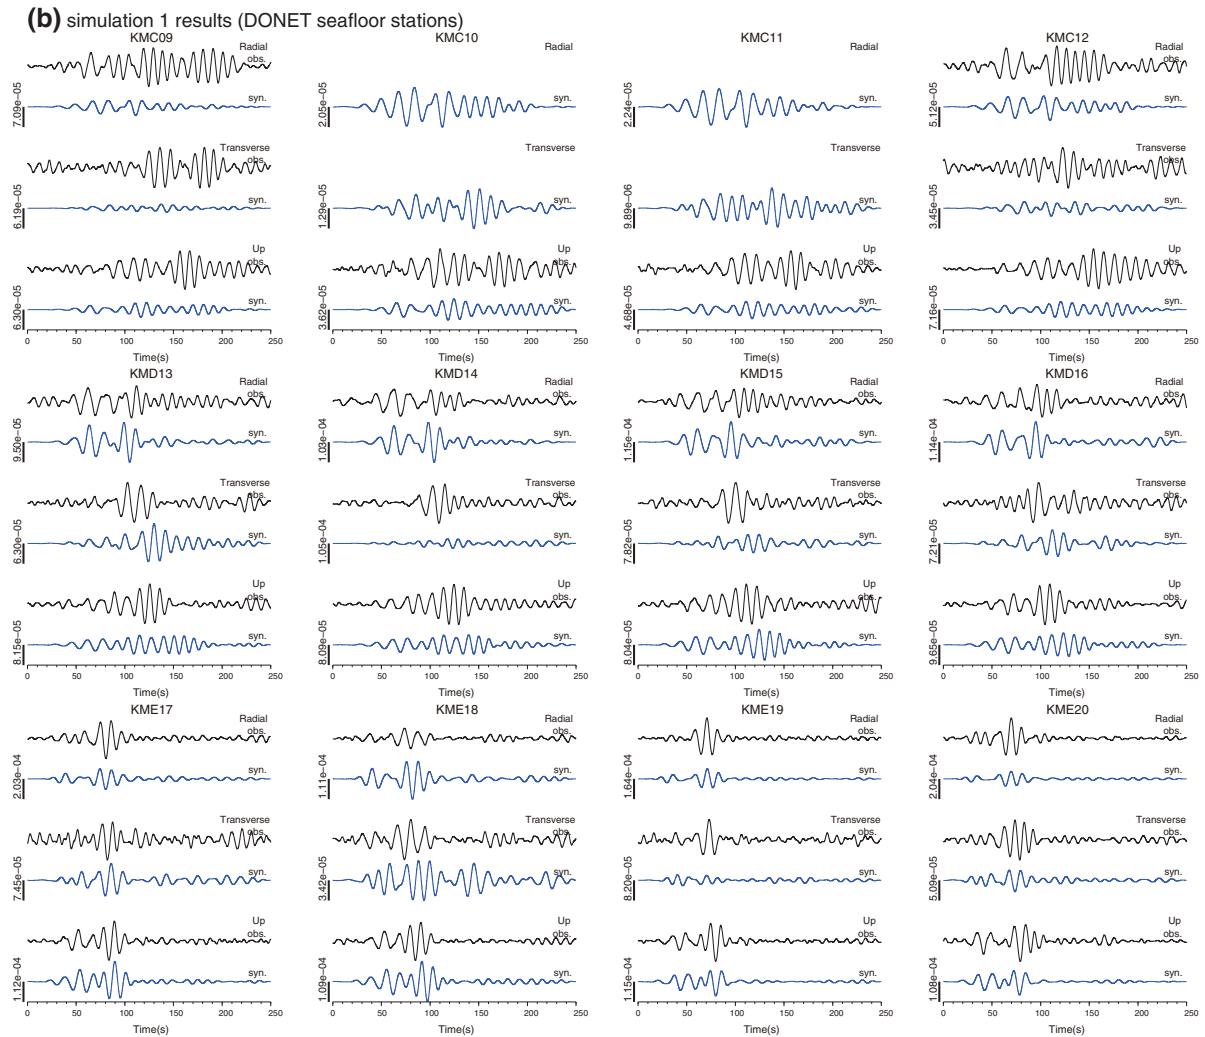 (b) simulation 1 results (DONET seafloor stations)
KMC09
Radial
obs.
syn.
7.09e−05
Transverse
obs.
syn.
6.19e−05
Up
obs.
syn.
6.30e−05
0 50 100 150 200 250
Time(s)
KMC10
Radial
syn.
2.05e−05
Transverse
syn.
1.29e−05
Up
obs.
syn.
3.62e−05
0 50 100 150 200 250
Time(s)
KMC11
Radial
syn.
2.24e−05
Transverse
syn.
9.89e−06
Up
obs.
syn.
4.68e−05
0 50 100 150 200 250
Time(s)
KMC12
Radial
obs.
syn.
5.12e−05
Transverse
obs.
syn.
3.45e−05
Up
obs.
syn.
7.16e−05
0 50 100 150 200 250
Time(s)
KMD13
Radial
obs.
syn.
9.50e−05
Transverse
obs.
syn.
6.30e−05
Up
obs.
syn.
8.15e−05
0 50 100 150 200 250
Time(s)
KMD14
Radial
obs.
syn.
1.09e−04
Transverse
obs.
syn.
1.05e−04
Up
obs.
syn.
8.09e−05
0 50 100 150 200 250
Time(s)
KMD15
Radial
obs.
syn.
1.15e−04
Transverse
obs.
syn.
7.82e−05
Up
obs.
syn.
8.04e−05
0 50 100 150 200 250
Time(s)
KMD16
Radial
obs.
syn.
1.14e−04
Transverse
obs.
syn.
7.21e−05
Up
obs.
syn.
9.65e−05
0 50 100 150 200 250
Time(s)
KME17
Radial
obs.
syn.
2.03e−04
Transverse
obs.
syn.
7.45e−05
Up
obs.
syn.
1.12e−04
0 50 100 150 200 250
Time(s)
KME18
Radial
obs.
syn.
1.11e−04
Transverse
obs.
syn.
3.42e−05
Up
obs.
syn.
1.09e−04
0 50 100 150 200 250
Time(s)
KME19
Radial
obs.
syn.
1.64e−04
Transverse
obs.
syn.
8.20e−05
Up
obs.
syn.
1.15e−04
0 50 100 150 200 250
Time(s)
KME20
Radial
obs.
syn.
2.04e−04
Transverse
obs.
syn.
5.09e−05
Up
obs.
syn.
1.08e−04
0 50 100 150 200 250
Time(s)